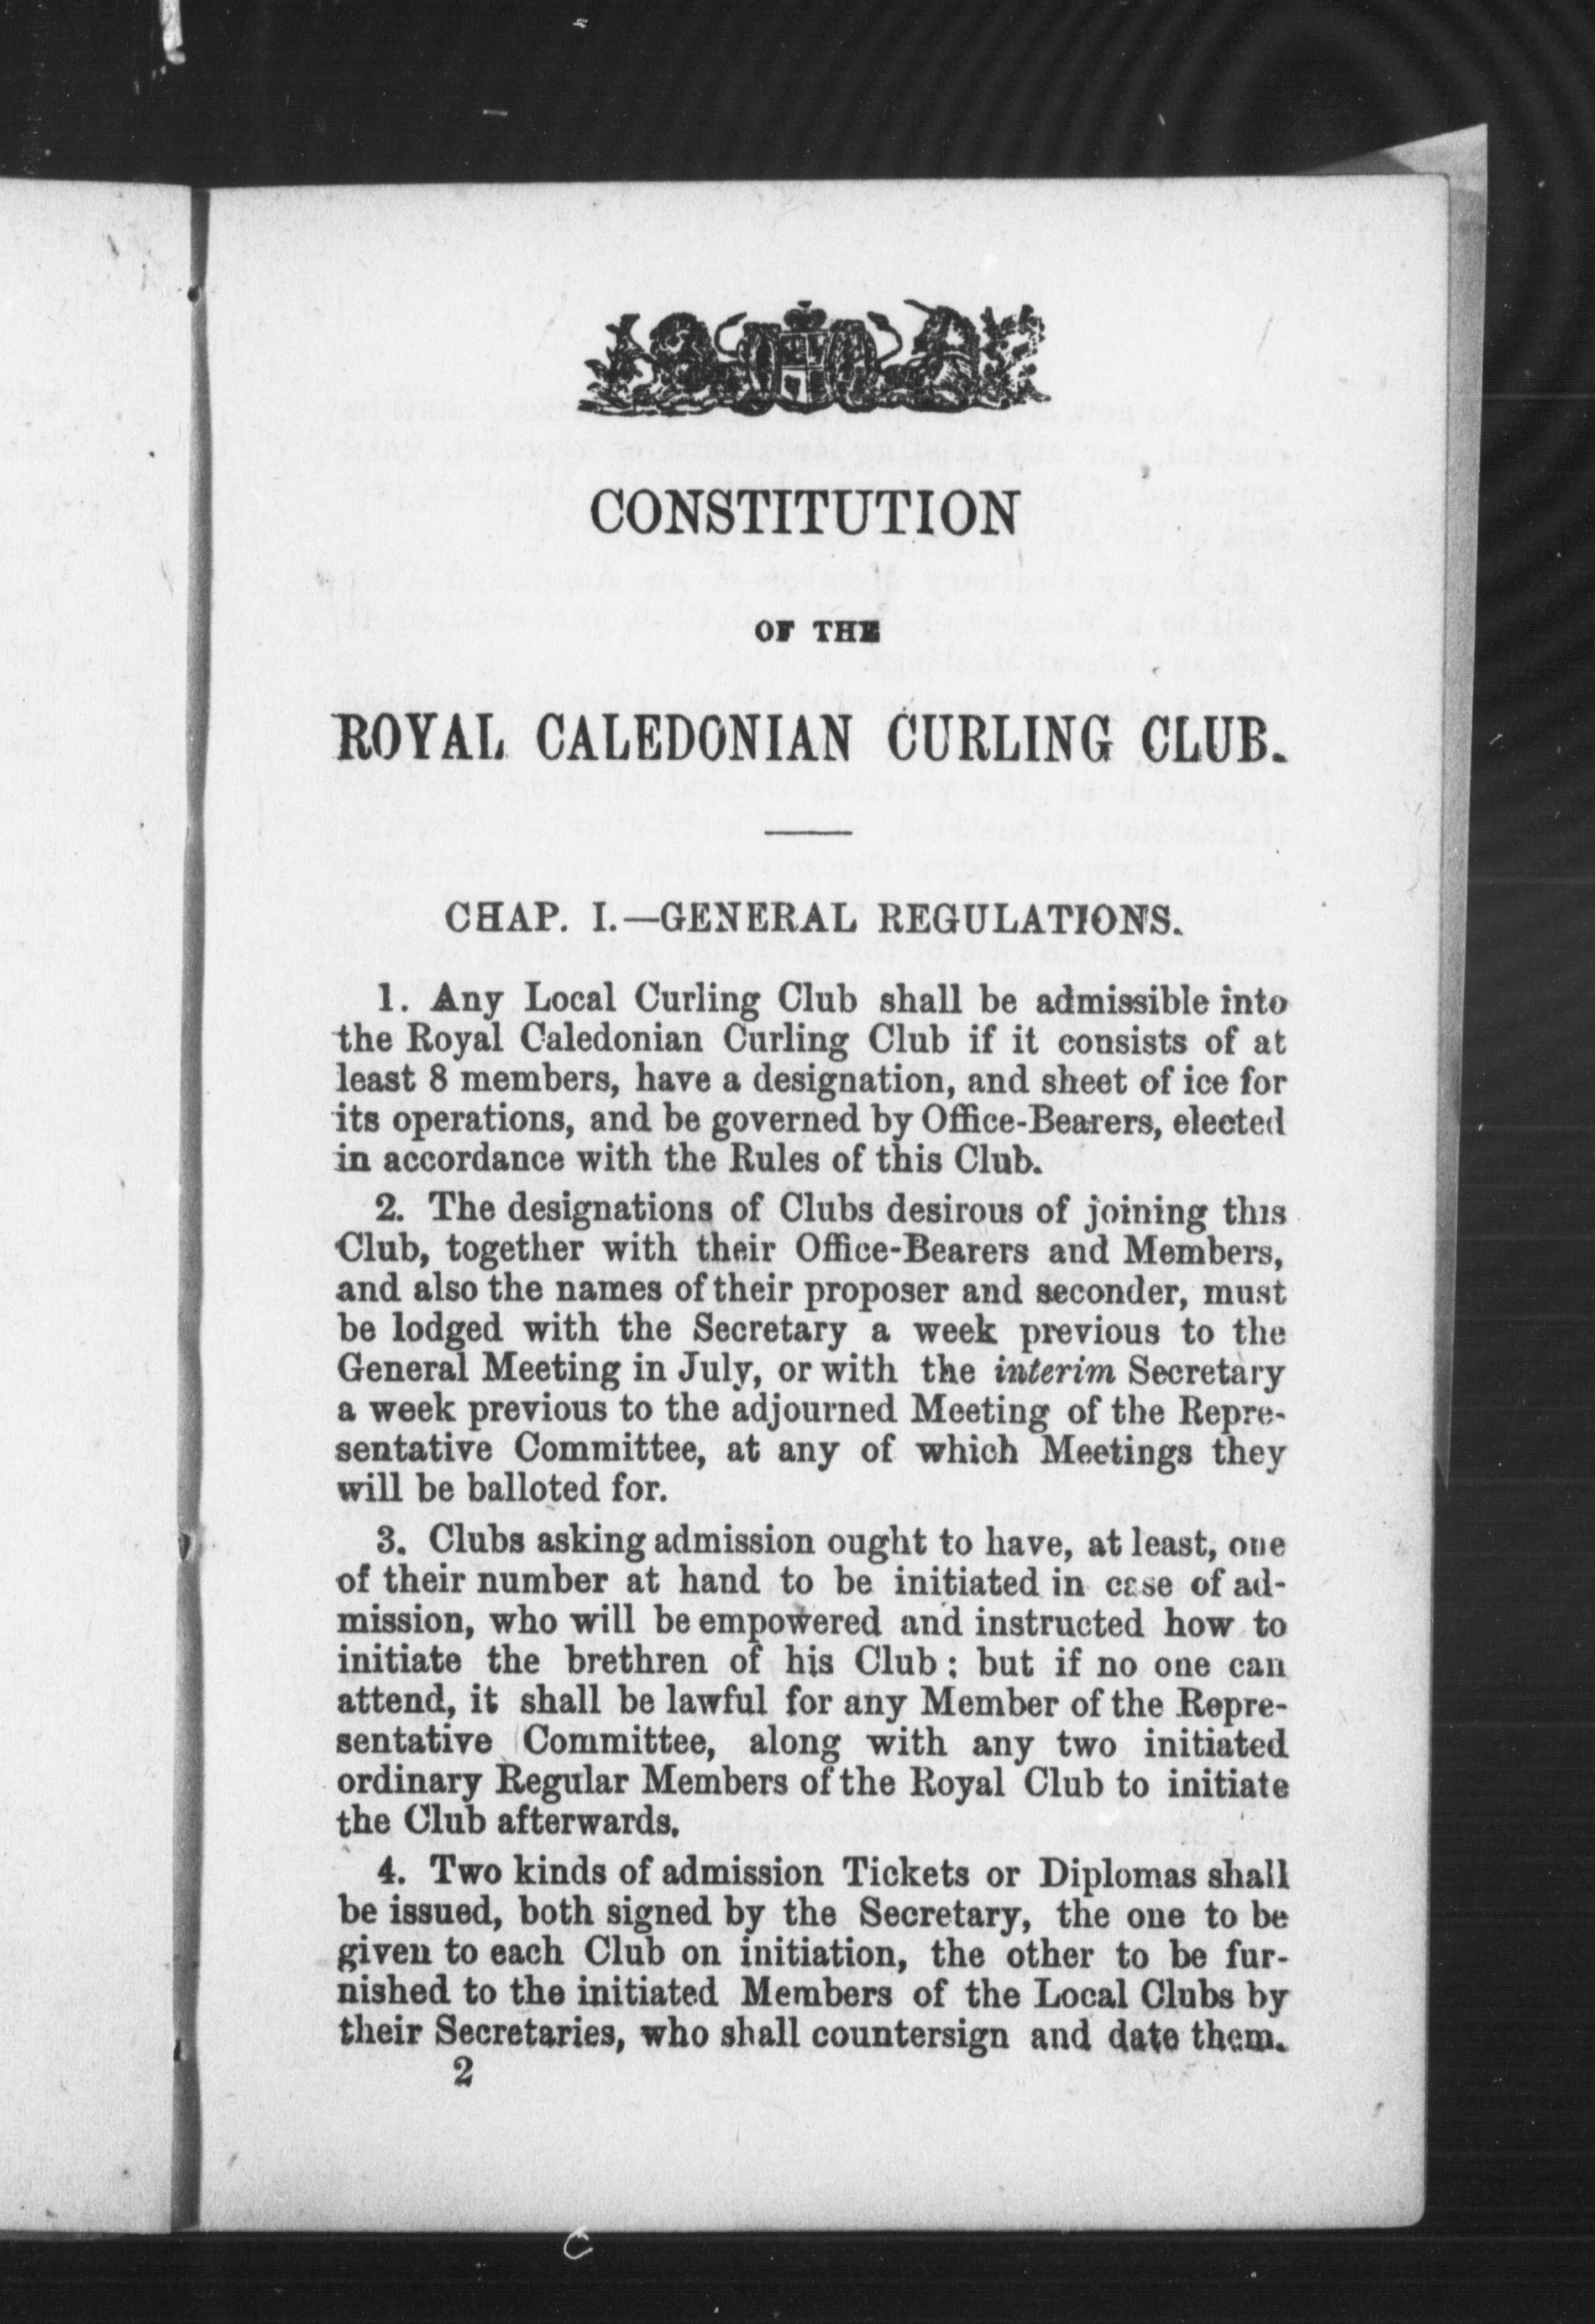 CONSTITUTION
OF THE
ROYAL CALEDONIAN CURLING CLUB.
CHAP. I.—GENERAL REGULATIONS.
1. Any Local Curling Club shall be admissible into
the Royal Caledonian Curling Club if it consists of at
least 8 members, have a designation, and sheet of ice for
its operations, and be governed by Office-Bearers, elected
in accordance with the Rules of this Club.
2. The designations of Clubs desirous of joining this
Club, together with their Office-Bearers and Members,
and also the names of their proposer and seconder, must
be lodged with the Secretary a week previous to the
General Meeting in July, or with the interim Secretary
a week previous to the adjourned Meeting of the Repre-
sentative Committee, at any of which Meetings they
will be balloted for.
3. Clubs asking admission ought to have, at least, one
of their number at hand to be initiated in case of ad-
mission, who will be empowered and instructed how to
initiate the brethren of his Club; but if no one can
attend, it shall be lawful for any Member of the Repre-
sentative Committee, along with any two initiated
ordinary Regular Members of the Royal Club to initiate
the Club afterwards.
4. Two kinds of admission Tickets or Diplomas shall
be issued, both signed by the Secretary, the one to be
given to each Club on initiation, the other to be fur-
nished to the initiated Members of the Local Clubs by
their Secretaries, who shall countersign and date them.
2